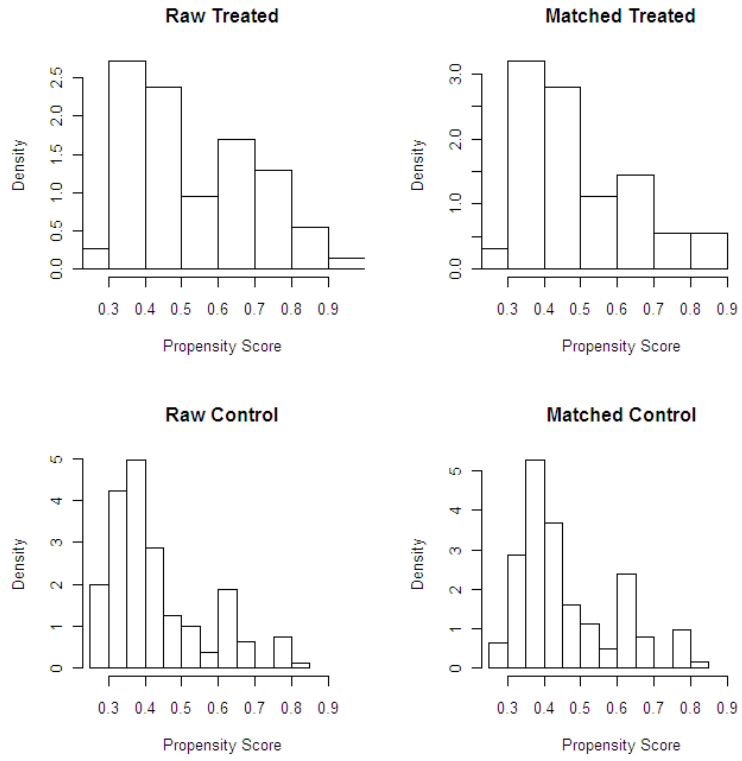 Raw Treated
Density
0.0 0.5 1.0 1.5 2.0 2.5
0.3 0.4 0.5 0.6 0.7 0.8 0.9
Propensity Score
Matched Treated
Density
0.0 1.0 2.0 3.0
0.3 0.4 0.5 0.6 0.7 0.8 0.9
Propensity Score
Raw Control
Density
0 1 2 3 4 5
0.3 0.4 0.5 0.6 0.7 0.8 0.9
Propensity Score
Matched Control
Density
0 1 2 3 4 5
0.3 0.4 0.5 0.6 0.7 0.8 0.9
Propensity Score